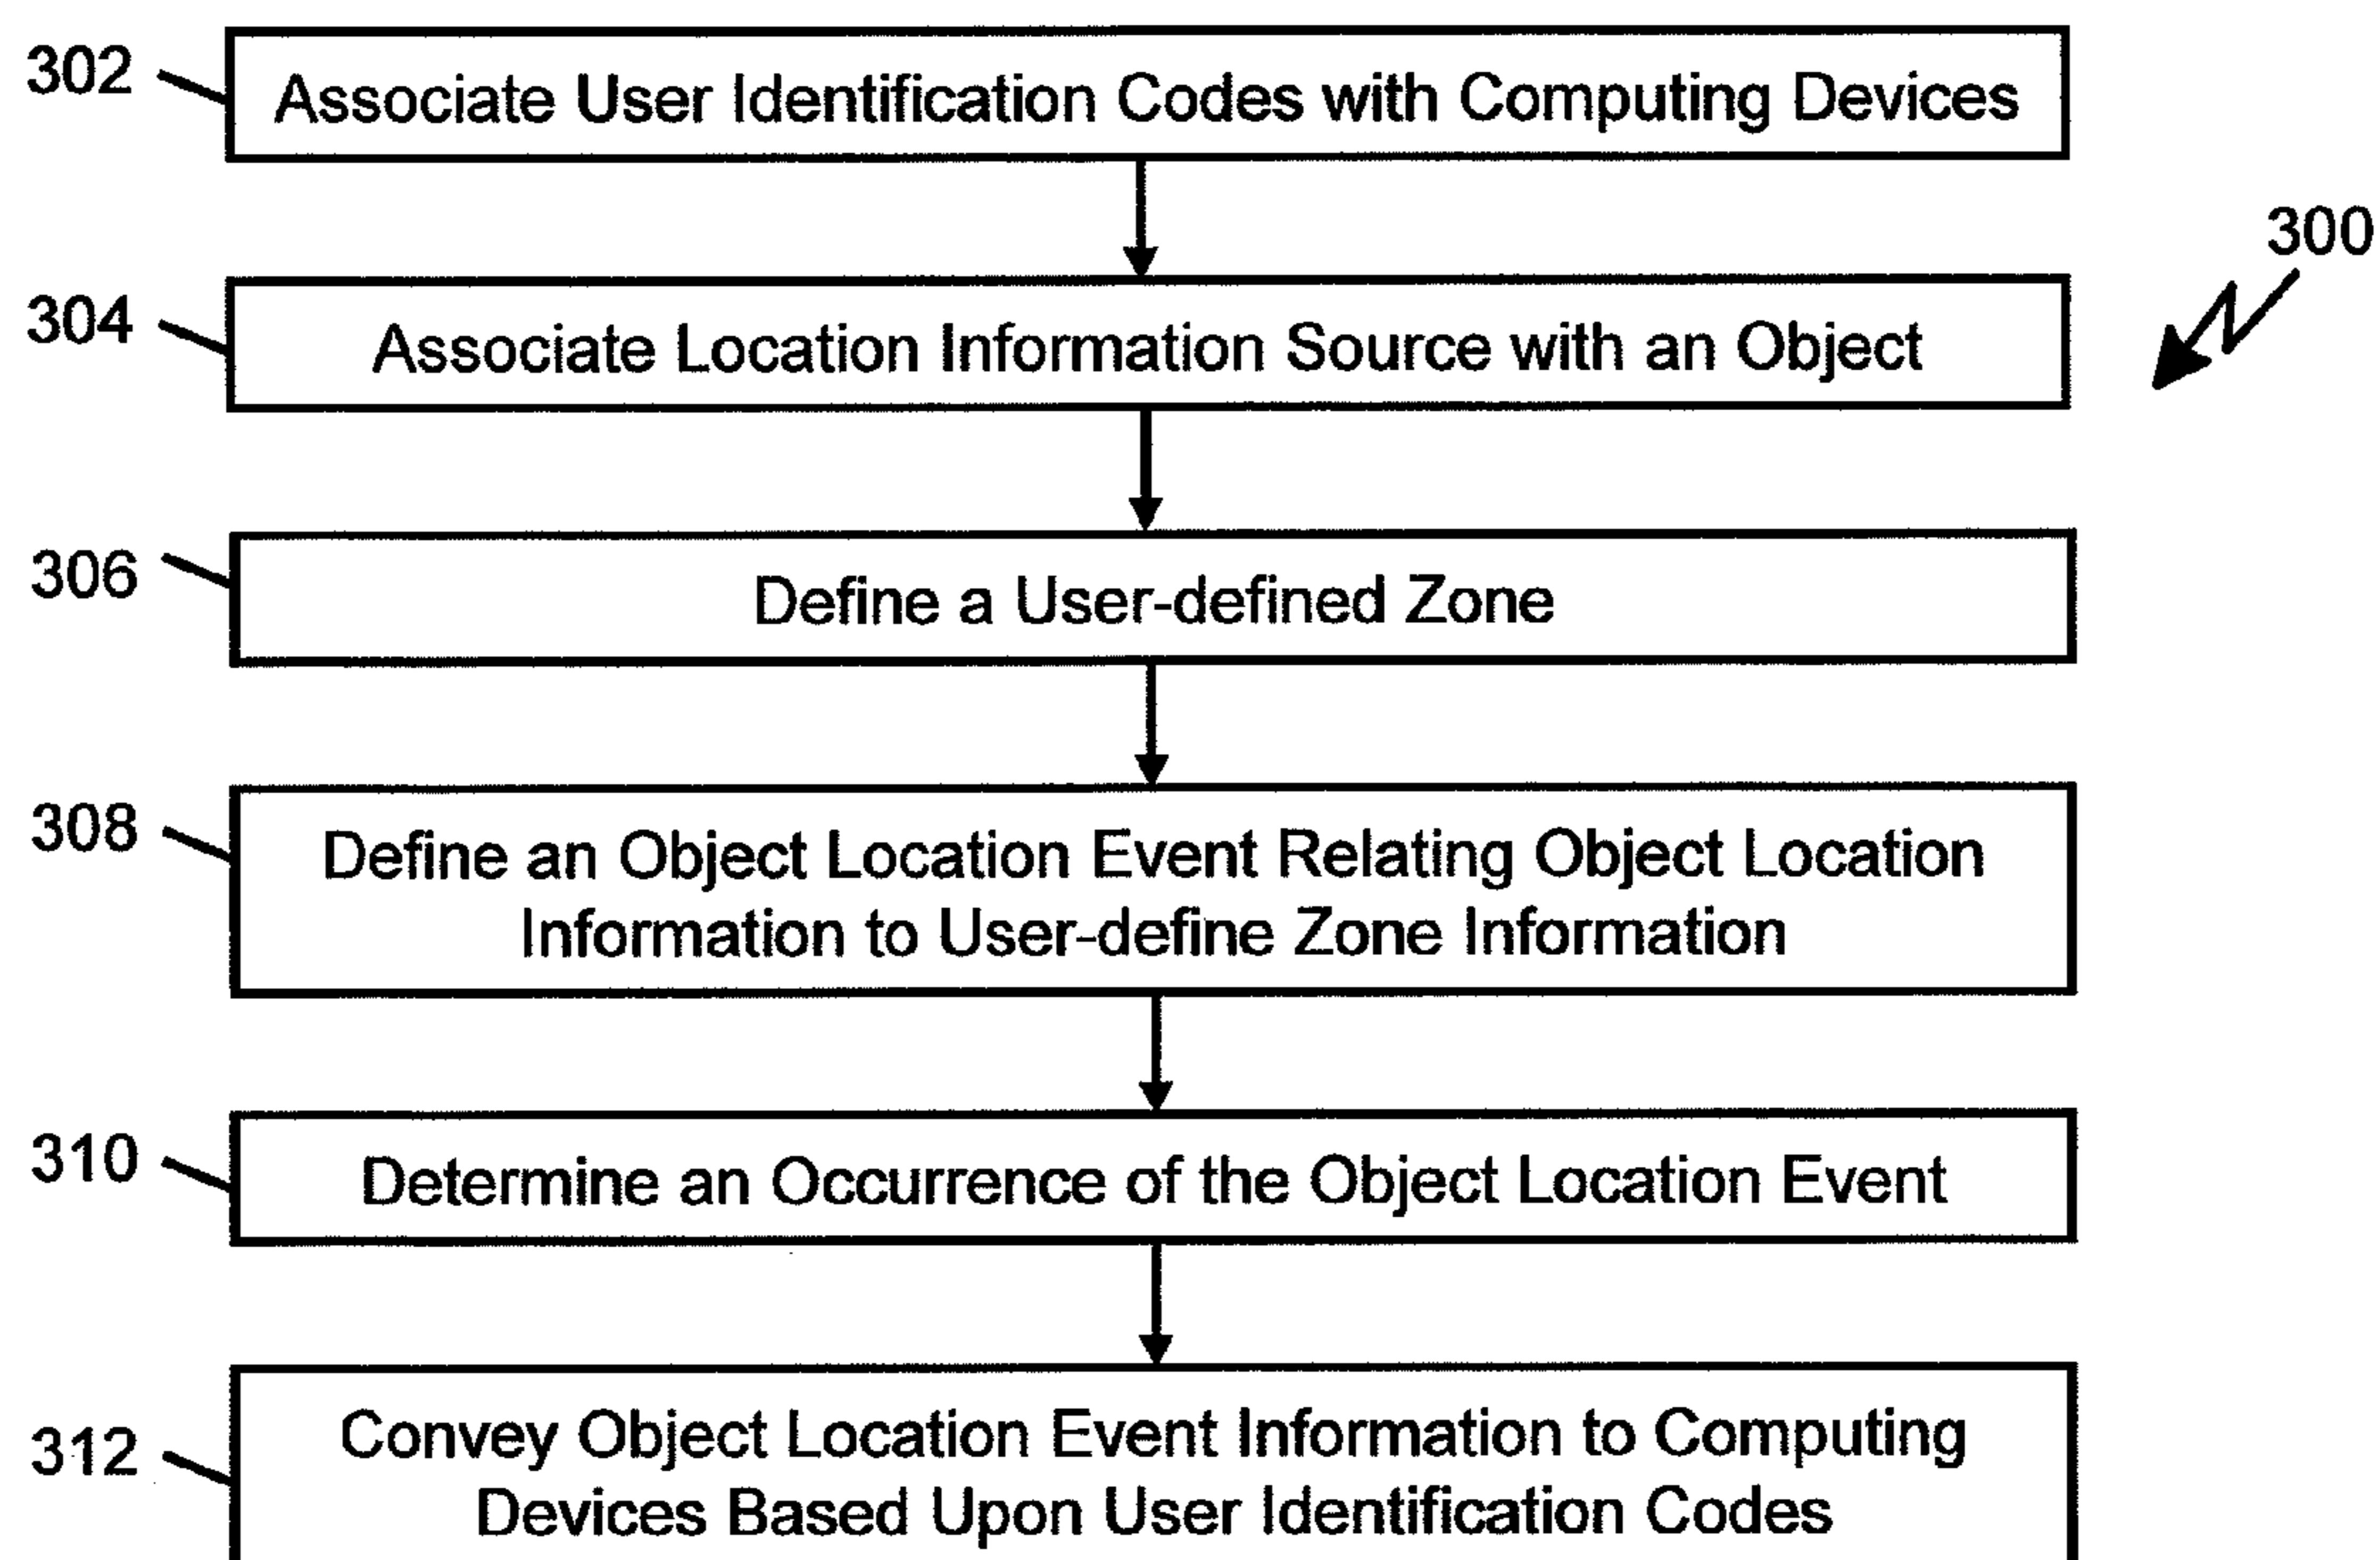 302
Associate User Identification Codes with Computing Devices
300
304
Associate Location Information Source with an Object
306
Define a User-defined Zone
308
Define an Object Location Event Relating Object Location
Information to User-define Zone Information
310
Determine an Occurrence of the Object Location Event
312
Convey Object Location Event Information to Computing
Devices Based Upon User Identification Codes